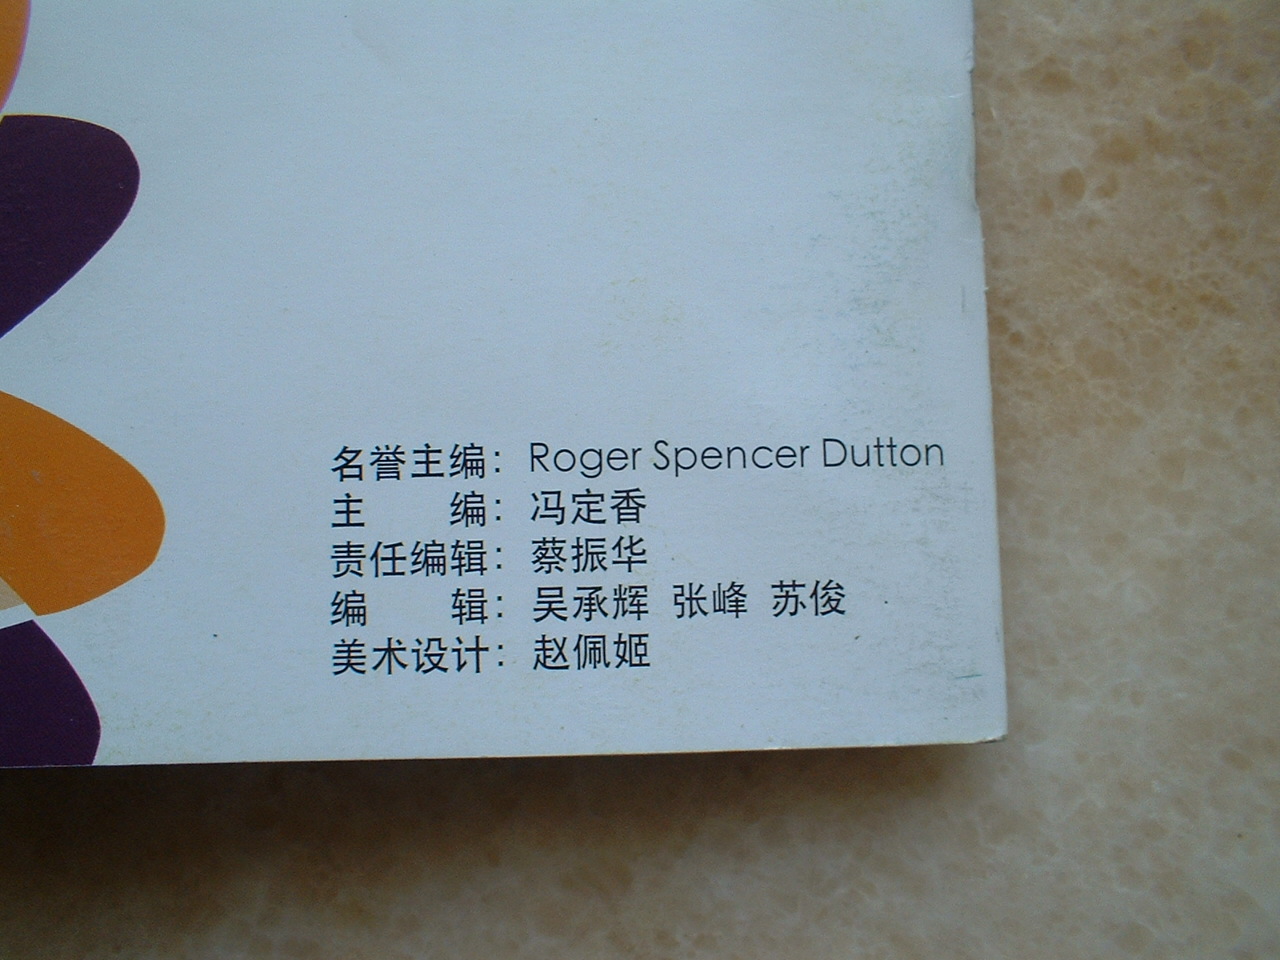 名誉主编：Roger Spencer Dutton
主　　编：冯定香
责任编辑：蔡振华
编　　辑：吴承辉 张峰 苏俊
美术设计：赵佩姬